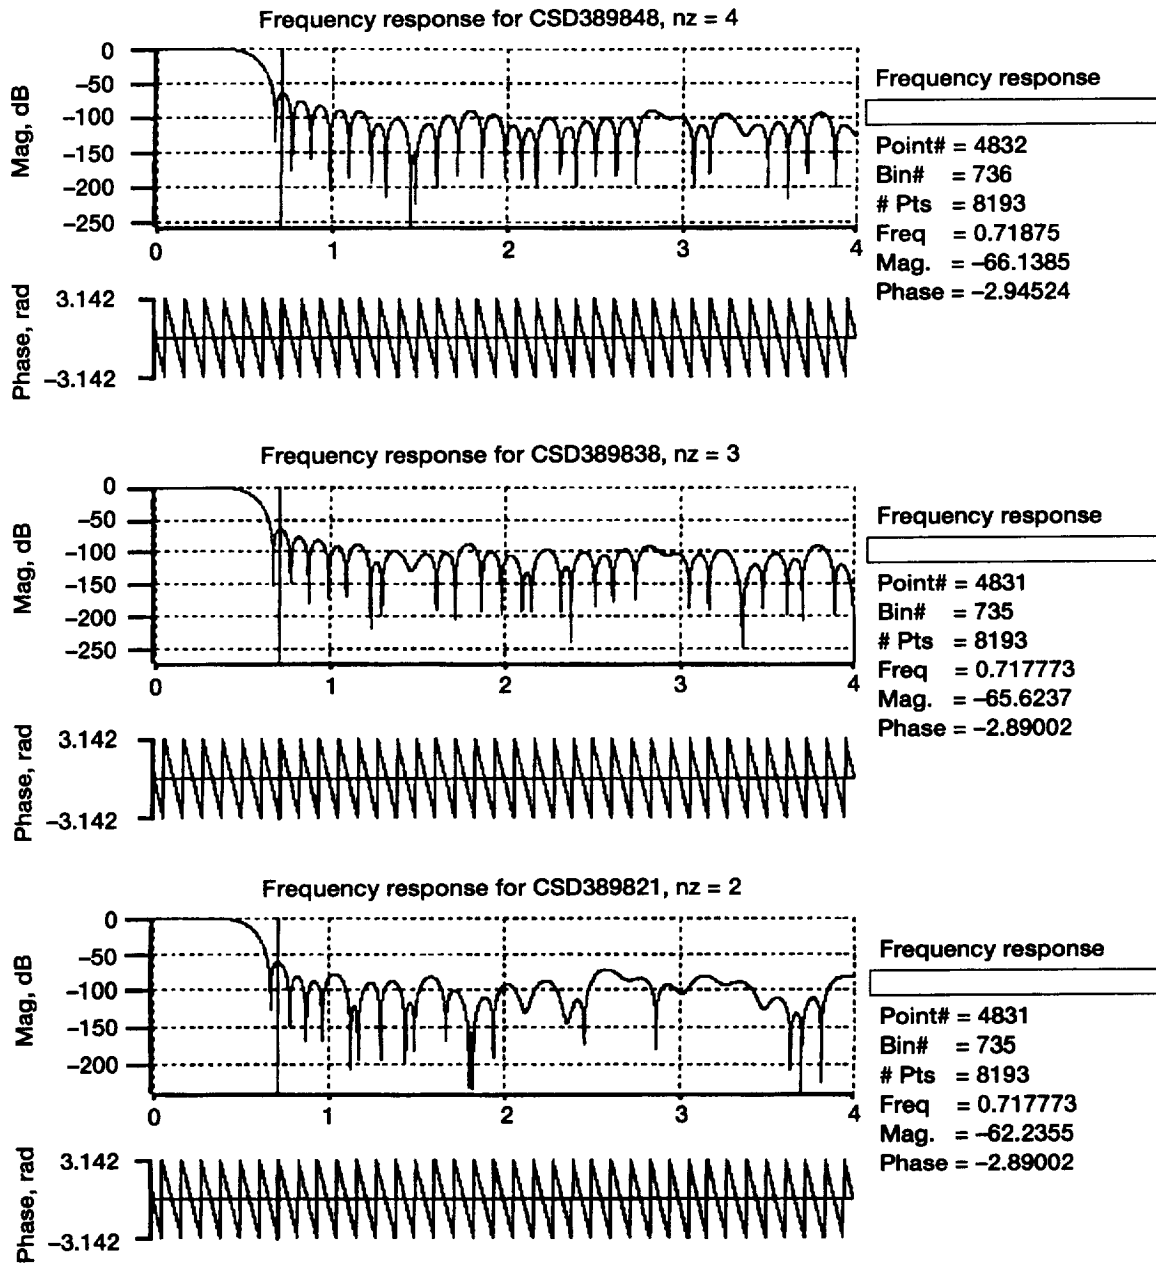 Frequency response for CSD389848, nz = 4
0
−50
−100
−150
−200
−250
Mag, dB
0 1 2 3 4
3.142
−3.142
Phase, rad
Frequency response
Point# = 4832
Bin# = 736
# Pts = 8193
Freq = 0.71875
Mag. = −66.1385
Phase = −2.94524
Frequency response for CSD389838, nz = 3
0
−50
−100
−150
−200
−250
Mag, dB
0 1 2 3 4
3.142
−3.142
Phase, rad
Frequency response
Point# = 4831
Bin# = 735
# Pts = 8193
Freq = 0.717773
Mag. = −65.6237
Phase = −2.89002
Frequency response for CSD389821, nz = 2
0
−50
−100
−150
−200
Mag, dB
0 1 2 3 4
3.142
−3.142
Phase, rad
Frequency response
Point# = 4831
Bin# = 735
# Pts = 8193
Freq = 0.717773
Mag. = −62.2355
Phase = −2.89002